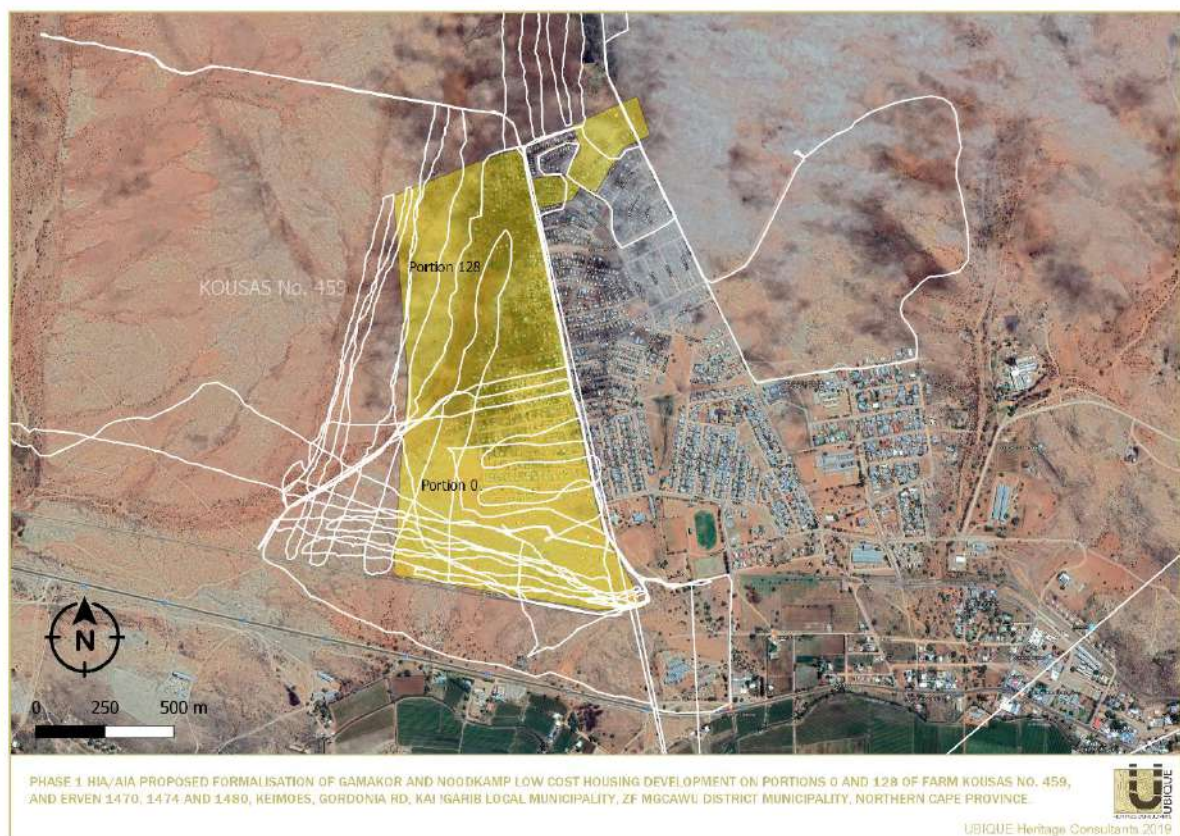 Portion 128
KOUSAS No. 459
Portion 0
N
0 250 500 m
PHASE 1 HIA/AIA PROPOSED FORMALISATION OF GAMAKOR AND NOODKAMP LOW COST HOUSING DEVELOPMENT ON PORTIONS 0 AND 128 OF FARM KOUSAS NO. 459,
AND ERVEN 1470, 1474 AND 1480, KEIMOES, GORDONIA RD, KAI !GARIB LOCAL MUNICIPALITY, ZF MGCAWU DISTRICT MUNICIPALITY, NORTHERN CAPE PROVINCE.
UBIQUE
HERITAGE CONSULTANTS
UBIQUE Heritage Consultants 2019